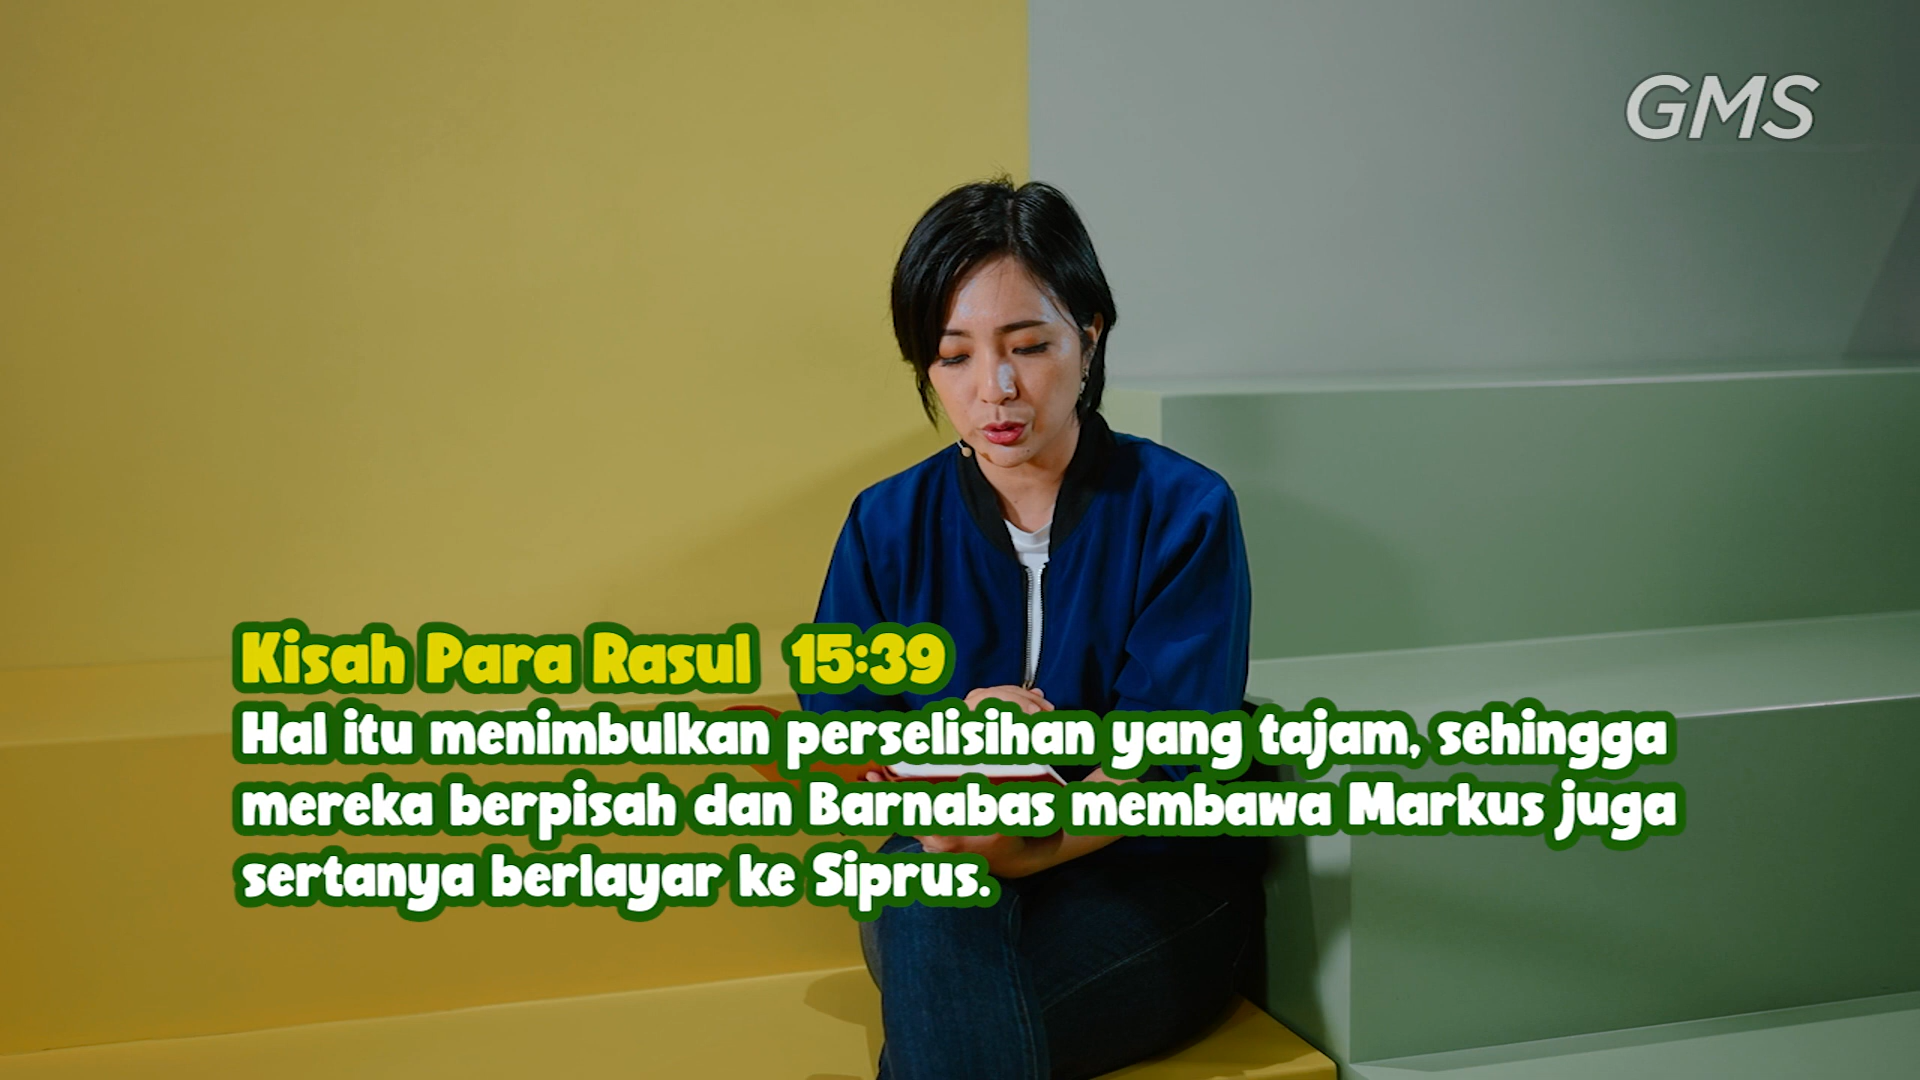 GMS
Kisah Para Rasul 15:39
Hal itu menimbulkan perselisihan yang tajam, sehingga
mereka berpisah dan Barnabas membawa Markus juga
sertanya berlayar ke Siprus.